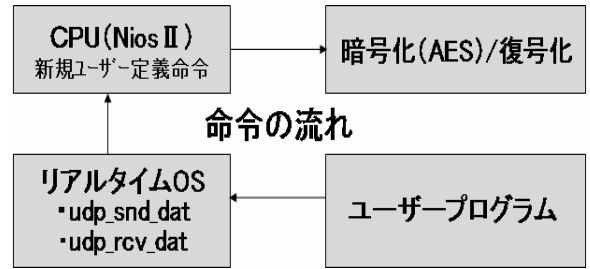 CPU(NiosⅡ)
新規ユーザー定義命令
暗号化(AES)/復号化
命令の流れ
リアルタイムOS
・udp_snd_dat
・udp_rcv_dat
ユーザープログラム